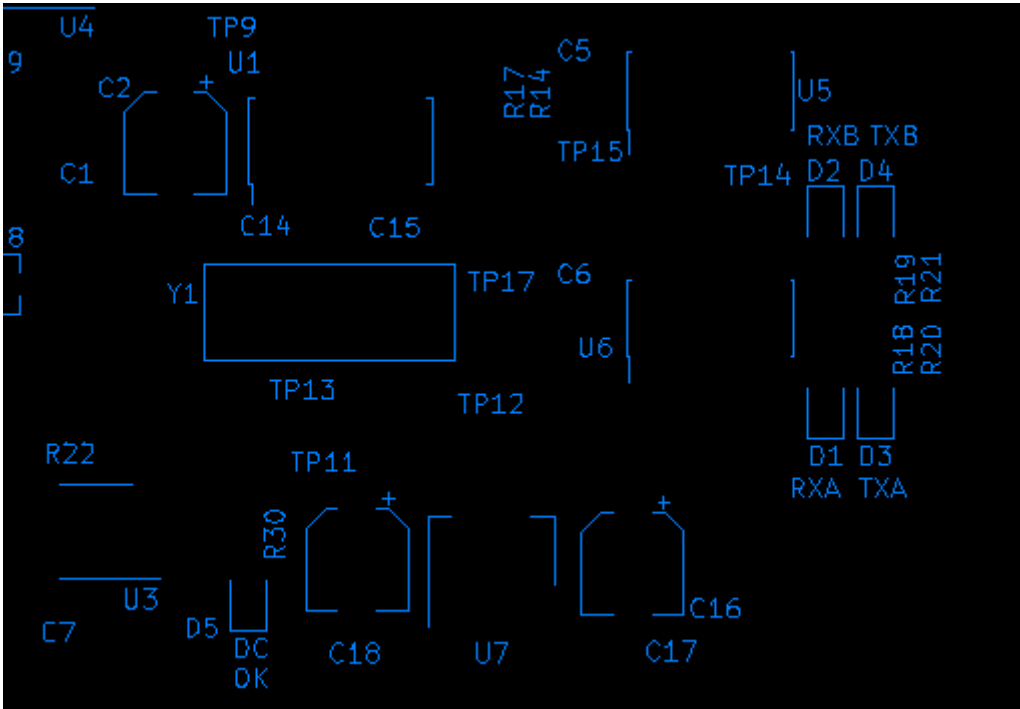 U4
TP9
9
U1
C5
C2
+
R17
R14
U5
RXB TXB
TP15
C1
TP14
D2
D4
C14
C15
8
Y1
TP17
C6
R19
R21
U6
R18
R20
TP13
TP12
R22
TP11
D1
D3
RXA
TXA
+
+
R30
U3
C16
C7
D5
DC
OK
C18
U7
C17